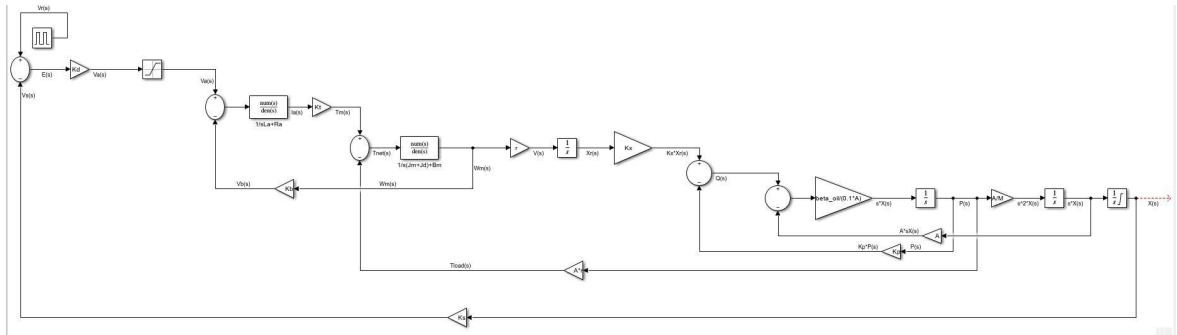 Vr(s)
+
−
E(s)
Kd
Va(s)
Vs(s)
Va(s)
+
−
num(s)
den(s)
1/sLa+Ra
Ia(s)
Kt
Tm(s)
+
−
Tnet(s)
num(s)
den(s)
1/s(Jm+Jd)+Bm
Wm(s)
r
V(s)
1
s
Xr(s)
Kx
Kx*Xr(s)
+
−
Q(s)
+
−
beta_oil/(0.1*A)
s*X(s)
1
s
P(s)
A/M
s^2*X(s)
1
s
s*X(s)
1
s
X(s)
Vb(s)
Kb
Wm(s)
A*sX(s)
A
Kp*P(s)
Kp
P(s)
Tload(s)
Ks